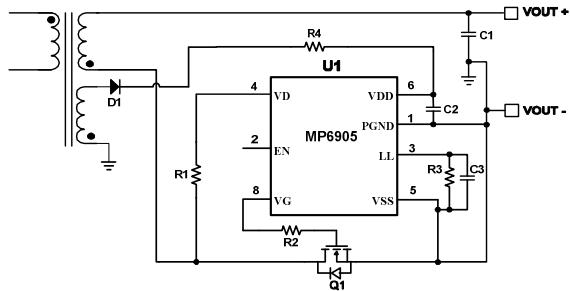 VOUT +
R4
C1
U1
D1
4
VD
VDD
6
C2
PGND
1
VOUT -
MP6905
2
EN
LL
3
R1
R3
C3
8
VG
VSS
5
R2
Q1